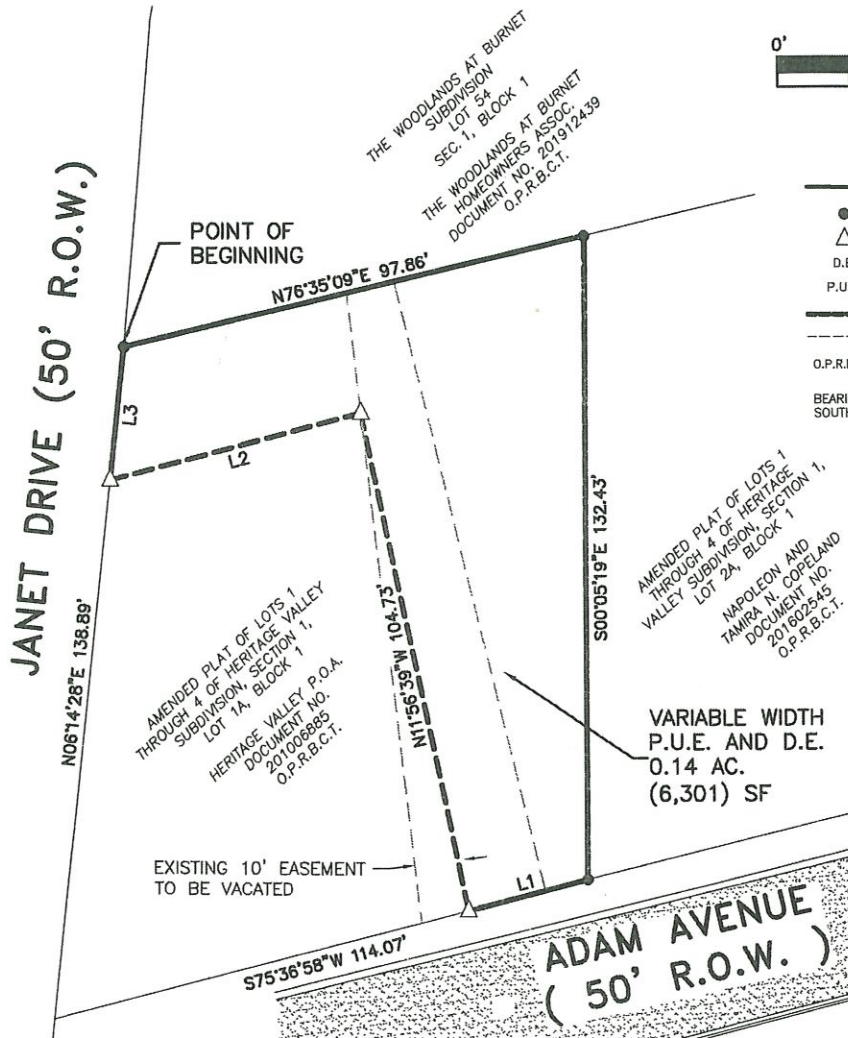 THE WOODLANDS AT BURNET
SUBDIVISION
LOT 54
SEC. 1, BLOCK 1
THE WOODLANDS AT BURNET
HOMEOWNERS ASSOC.
DOCUMENT NO. 201912439
O.P.R.B.C.T.
0'
JANET DRIVE (50' R.O.W.)
POINT OF
BEGINNING
N76°35'09"E 97.86'
D.E
P.U
O.P.R.
BEARI
SOUTH
L3
L2
S00°05'19"E 132.43'
AMENDED PLAT OF LOTS 1
THROUGH 4 OF HERITAGE
VALLEY SUBDIVISION, SECTION 1,
LOT 2A, BLOCK 1
NAPOLEON AND
TAMIRA N. COPELAND
DOCUMENT NO.
201602545
O.P.R.B.C.T.
N06°14'28"E 138.89'
AMENDED PLAT OF LOTS 1
THROUGH 4 OF HERITAGE VALLEY
SUBDIVISION, SECTION 1,
LOT 1A, BLOCK 1
HERITAGE VALLEY P.O.A.
DOCUMENT NO.
201006885
O.P.R.B.C.T.
N11°56'39"W 104.73'
VARIABLE WIDTH
P.U.E. AND D.E.
0.14 AC.
(6,301) SF
EXISTING 10' EASEMENT
TO BE VACATED
L1
S75°36'58"W 114.07'
ADAM AVENUE
( 50' R.O.W. )